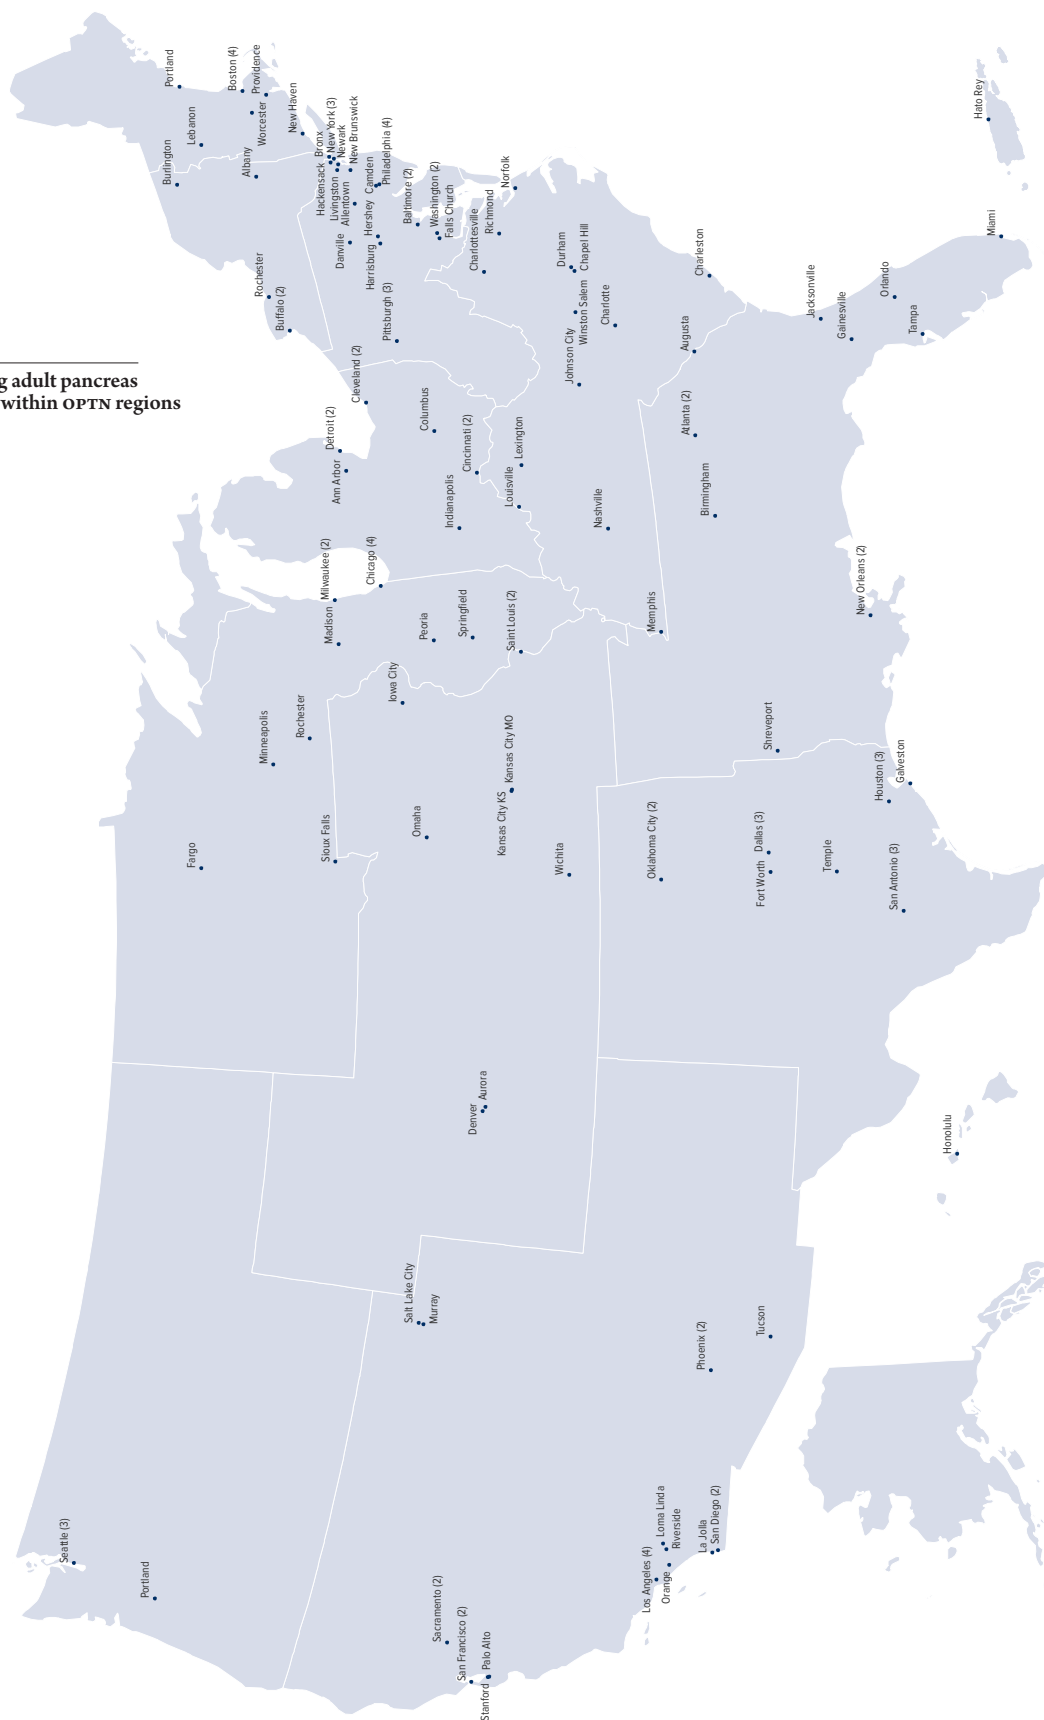 g adult pancreas
within OPTN regions
Portland
Boston (4)
Providence
Lebanon
Worcester
New Haven
Burlington
Albany
Bronx
New York (3)
Newark
New Brunswick
Hackensack
Livingston
Allentown
Camden
Philadelphia (4)
Hershey
Danville
Harrisburg
Baltimore (2)
Washington (2)
Falls Church
Norfolk
Richmond
Charlottesville
Hato Rey
Rochester
Buffalo (2)
Pittsburgh (3)
Durham
Chapel Hill
Winston Salem
Charlotte
Charleston
Miami
Jacksonville
Orlando
Gainesville
Tampa
Cleveland (2)
Columbus
Johnson City
Augusta
Detroit (2)
Ann Arbor
Cincinnati (2)
Lexington
Louisville
Indianapolis
Atlanta (2)
Birmingham
Nashville
Milwaukee (2)
Madison
Chicago (4)
Peoria
Springfield
Saint Louis (2)
Memphis
New Orleans (2)
Iowa City
Rochester
Minneapolis
Kansas City MO
Kansas City KS
Shreveport
Houston (3)
Galveston
Fargo
Sioux Falls
Omaha
Wichita
Oklahoma City (2)
Dallas (3)
Fort Worth
Temple
San Antonio (3)
Aurora
Denver
Honolulu
Salt Lake City
Murray
Phoenix (2)
Tucson
Seattle (3)
Portland
Sacramento (2)
San Francisco (2)
Palo Alto
Stanford
Los Angeles (4)
Orange
Loma Linda
Riverside
La Jolla
San Diego (2)